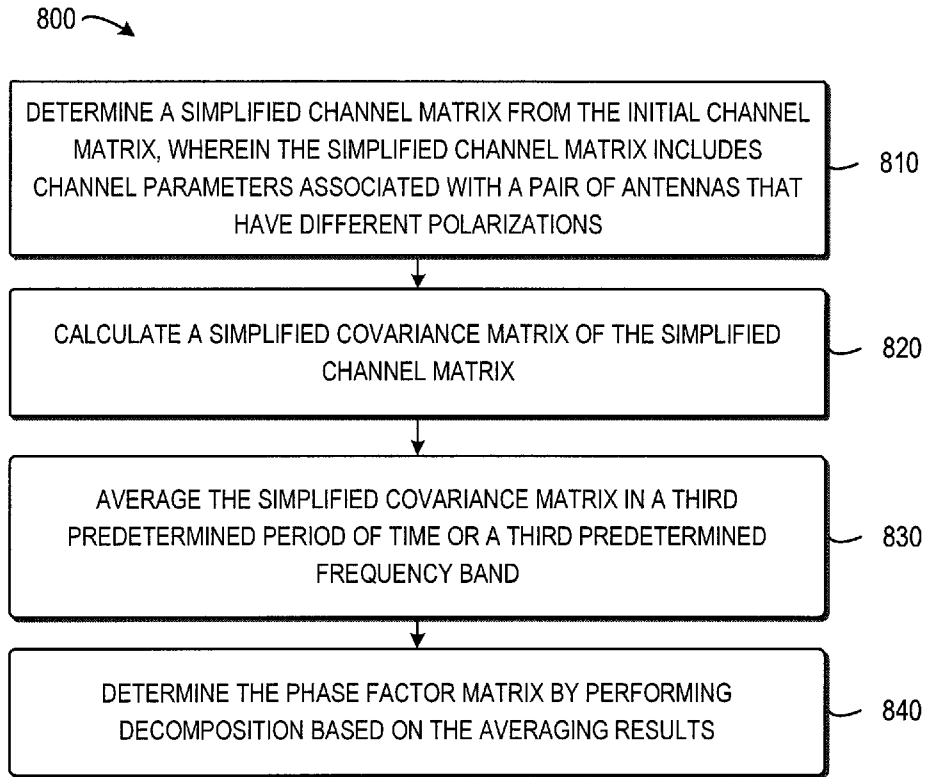 800
DETERMINE A SIMPLIFIED CHANNEL MATRIX FROM THE INITIAL CHANNEL
MATRIX, WHEREIN THE SIMPLIFIED CHANNEL MATRIX INCLUDES
CHANNEL PARAMETERS ASSOCIATED WITH A PAIR OF ANTENNAS THAT
HAVE DIFFERENT POLARIZATIONS
810
CALCULATE A SIMPLIFIED COVARIANCE MATRIX OF THE SIMPLIFIED
CHANNEL MATRIX
820
AVERAGE THE SIMPLIFIED COVARIANCE MATRIX IN A THIRD
PREDETERMINED PERIOD OF TIME OR A THIRD PREDETERMINED
FREQUENCY BAND
830
DETERMINE THE PHASE FACTOR MATRIX BY PERFORMING
DECOMPOSITION BASED ON THE AVERAGING RESULTS
840